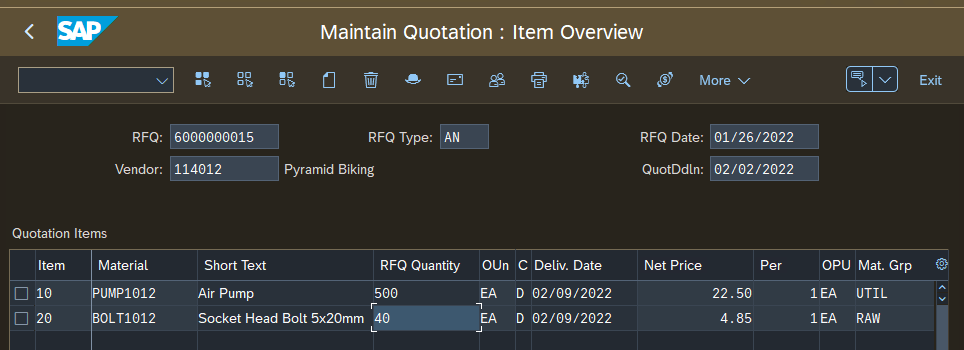 SAP Maintain Quotation : Item Overview
More Exit
RFQ: 6000000015 RFQ Type: AN RFQ Date: 01/26/2022
Vendor: 114012 Pyramid Biking QuotDdln: 02/02/2022
Quotation Items
Item Material Short Text RFQ Quantity OUn C Deliv. Date Net Price Per OPU Mat. Grp
10 PUMP1012 Air Pump 500 EA D 02/09/2022 22.50 1 EA UTIL
20 BOLT1012 Socket Head Bolt 5x20mm 40 EA D 02/09/2022 4.85 1 EA RAW